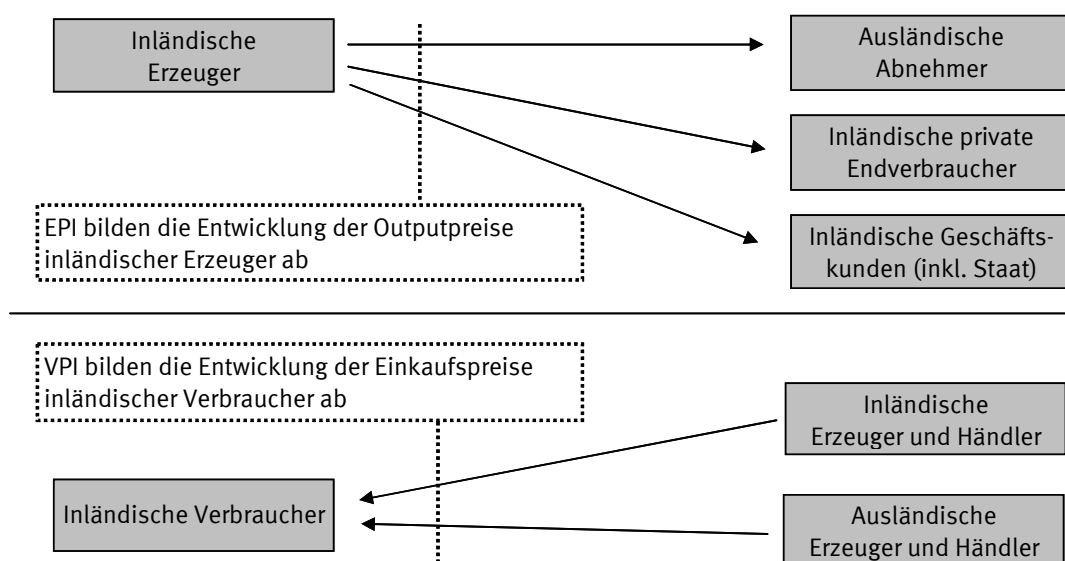 Inländische
Erzeuger
Ausländische
Abnehmer
Inländische private
Endverbraucher
EPI bilden die Entwicklung der Outputpreise
inländischer Erzeuger ab
Inländische Geschäfts-
kunden (inkl. Staat)
VPI bilden die Entwicklung der Einkaufspreise
inländischer Verbraucher ab
Inländische
Erzeuger und Händler
Inländische Verbraucher
Ausländische
Erzeuger und Händler